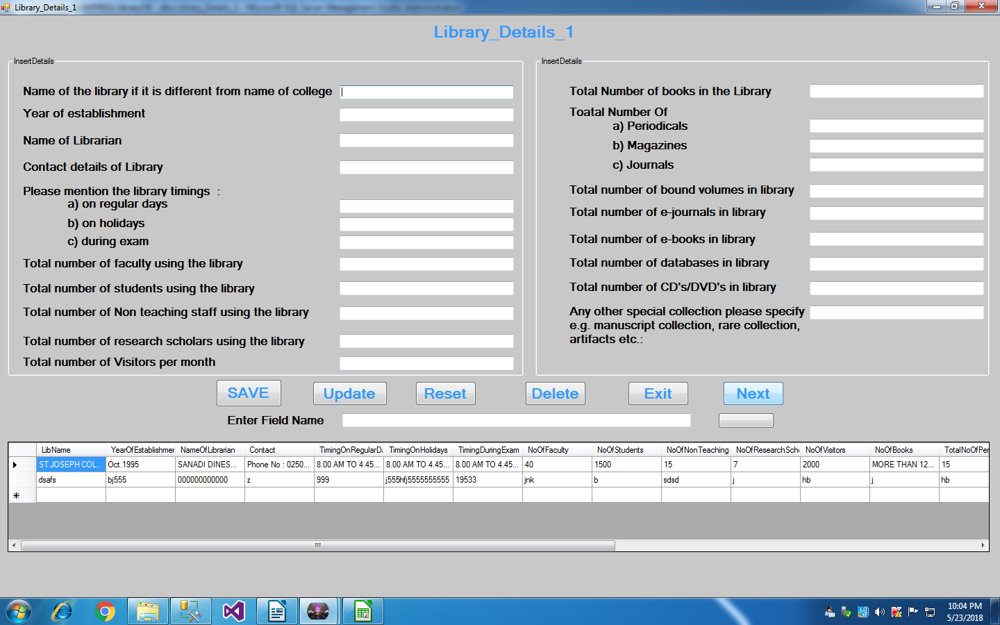 Library_Details_1
Library_Details_1
InsertDetails
Name of the library if it is different from name of college
Year of establishment
Name of Librarian
Contact details of Library
Please mention the library timings :
a) on regular days
b) on holidays
c) during exam
Total number of faculty using the library
Total number of students using the library
Total number of Non teaching staff using the library
Total number of research scholars using the library
Total number of Visitors per month
InsertDetails
Total Number of books in the Library
Toatal Number Of
a) Periodicals
b) Magazines
c) Journals
Total number of bound volumes in library
Total number of e-journals in library
Total number of e-books in library
Total number of databases in library
Total number of CD's/DVD's in library
Any other special collection please specify
e.g. manuscript collection, rare collection,
artifacts etc.:
SAVE Update Reset Delete Exit Next
Enter Field Name
LibName YearOfEstablishmer NameOfLibrarian Contact TimingOnRegularDa TimingOnHolidays TimingDuringExam NoOfFaculty NoOfStudents NoOfNonTeaching NoOfResearchSch NoOfVisitors NoOfBooks TotalNoOfPer
ST.JOSEPH COL... Oct.1995 SANADI DINES... Phone No : 0250... 8.00 AM TO 4.45... 8.00 AM TO 4.45... 8.00 AM TO 4.45... 40 1500 15 7 2000 MORE THAN 12... 15
dsafs bj555 000000000000 z 999 j555hfj5555555555 19533 jnk b sdsd j hb j hb
10:04 PM
5/23/2018